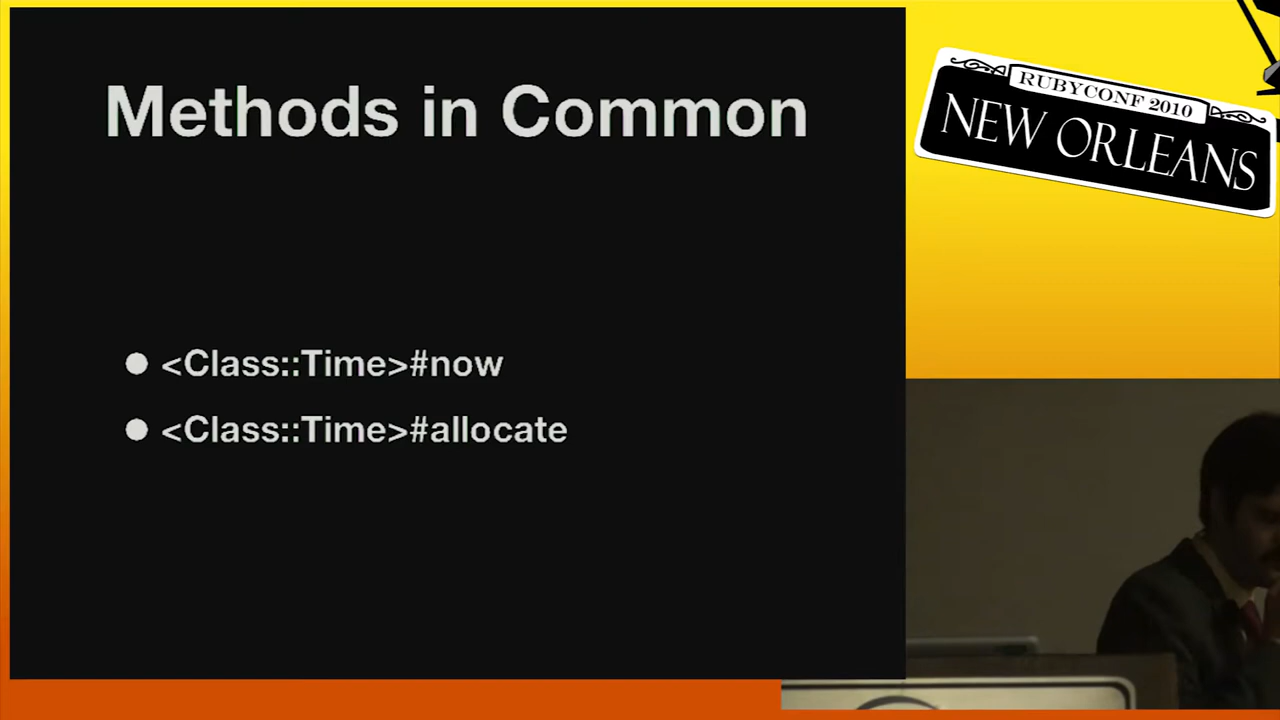 Methods in Common
<Class::Time>#now
<Class::Time>#allocate
RUBYCONF 2010
NEW ORLEANS